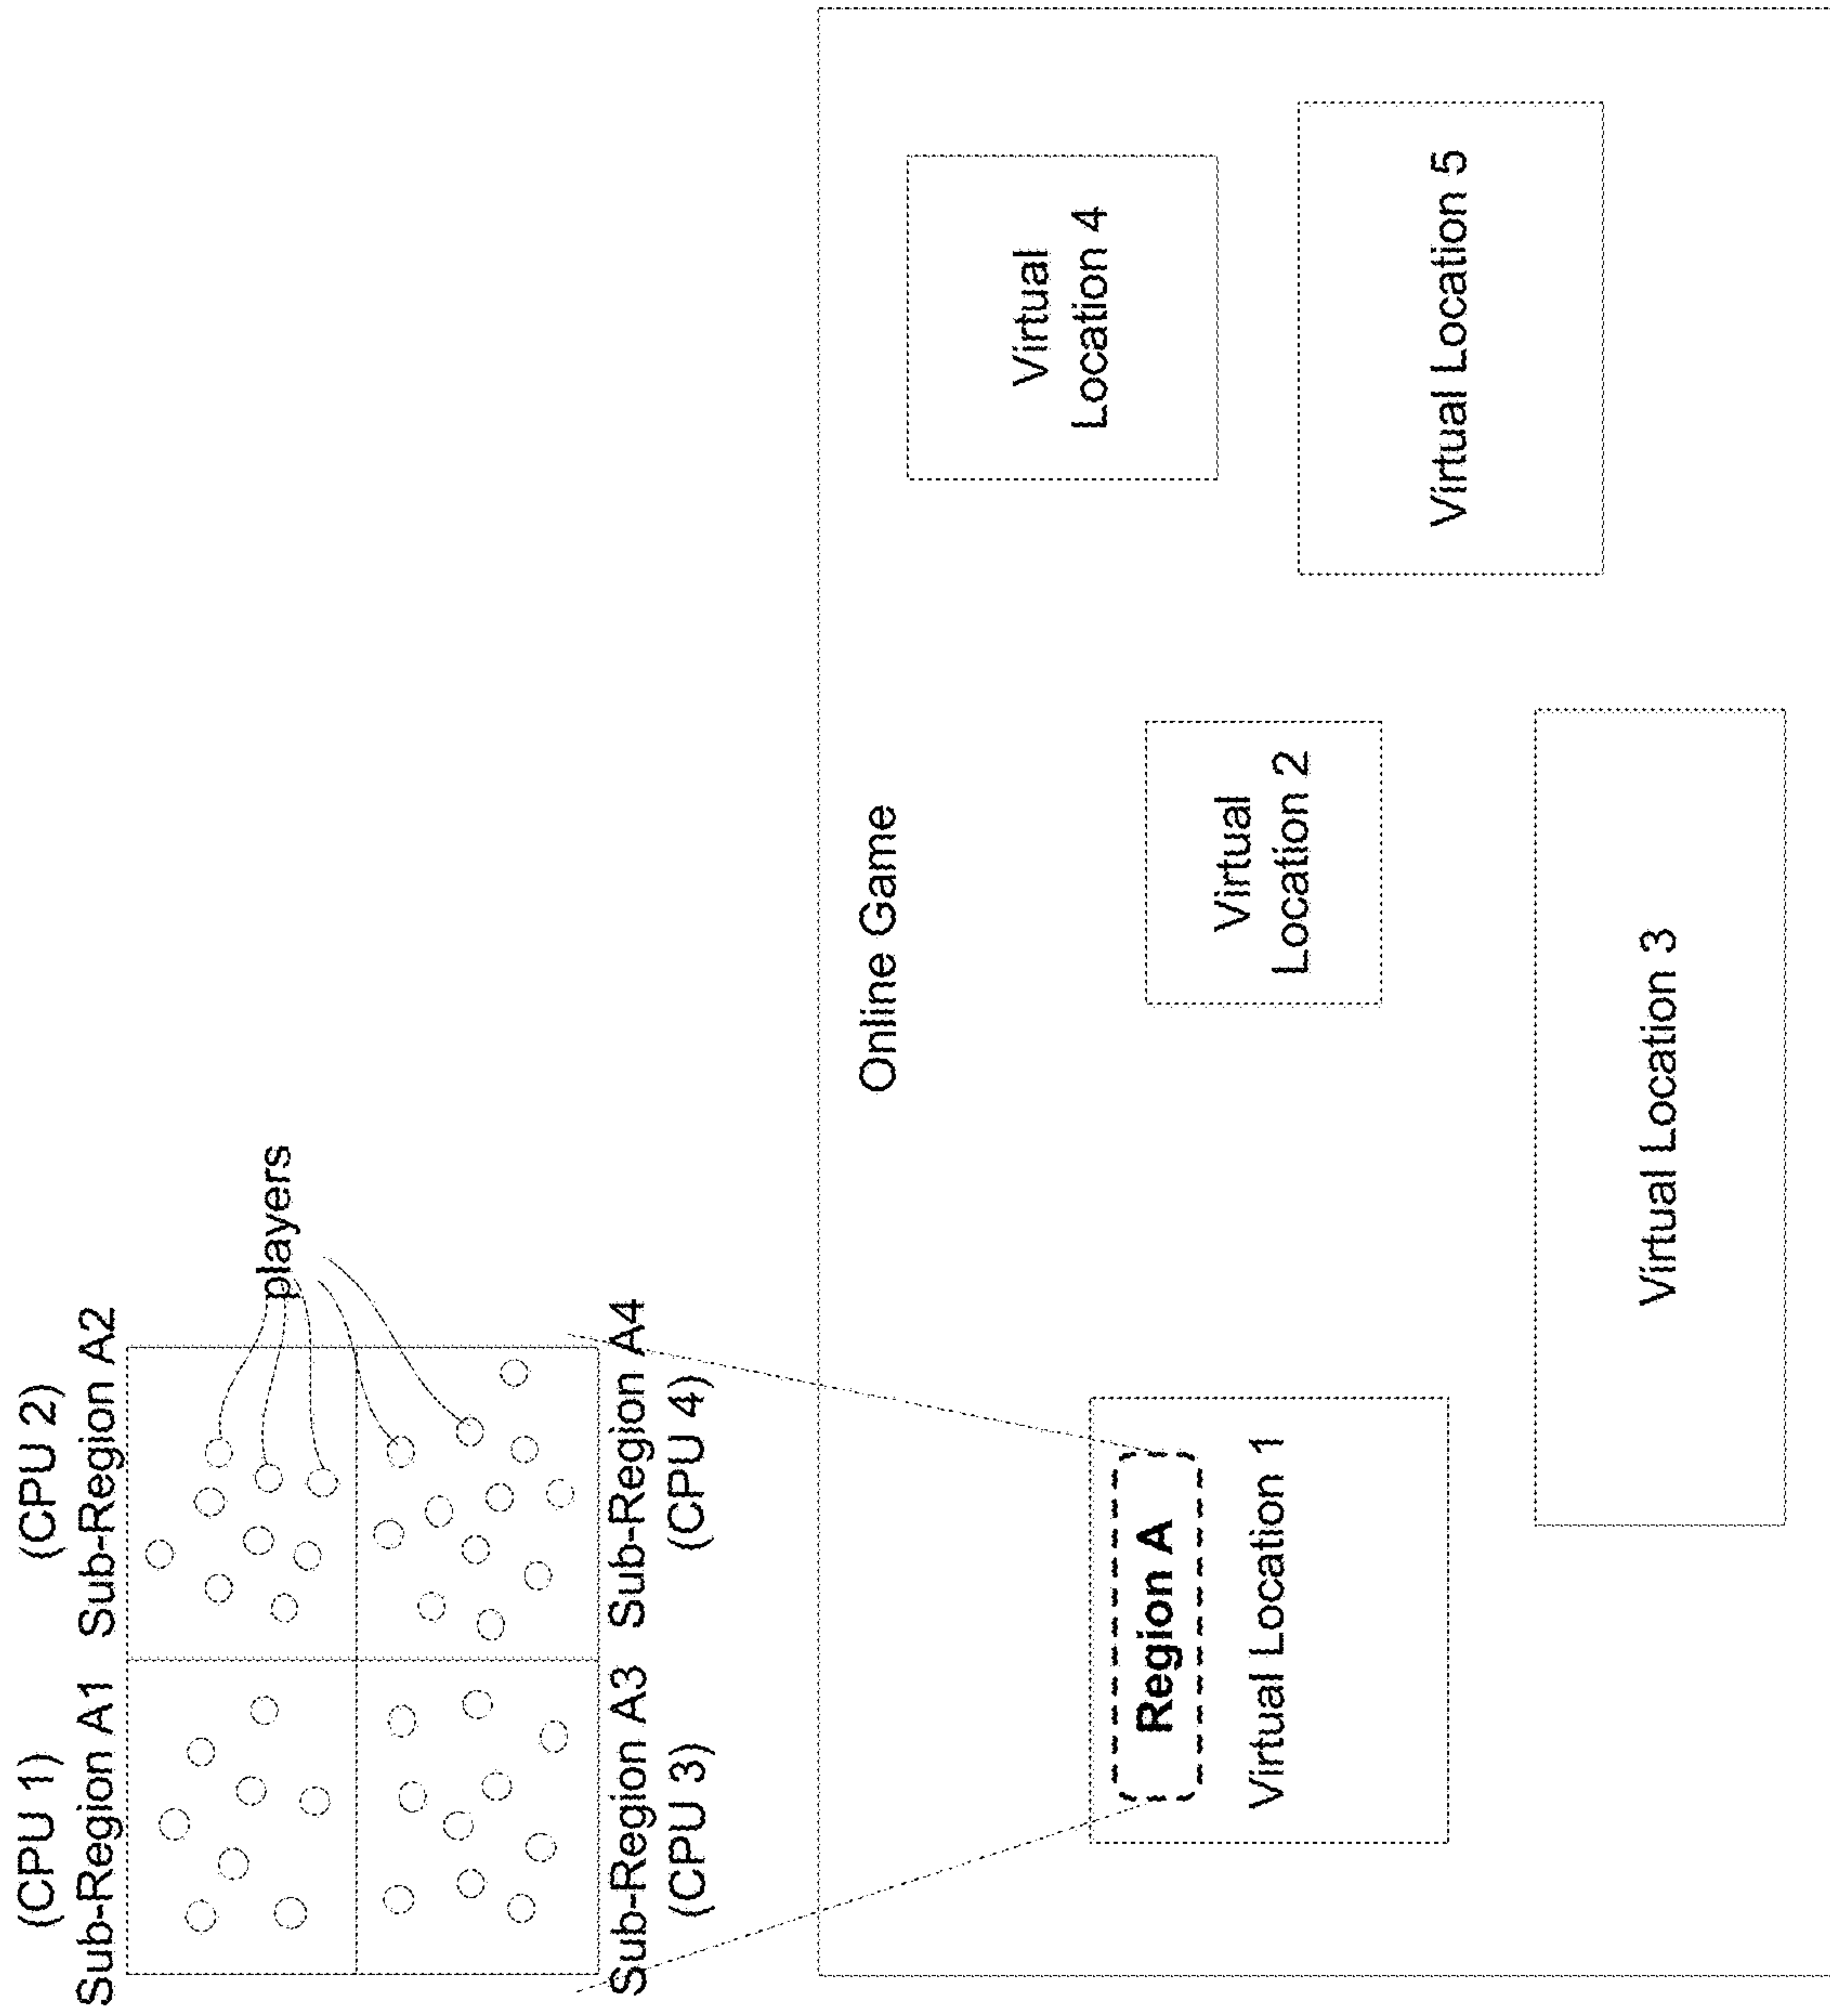 (CPU 1)
Sub-Region A1
(CPU 2)
Sub-Region A2
players
Sub-Region A3
(CPU 3)
Sub-Region A4
(CPU 4)
Online Game
Region A
Virtual Location 1
Virtual
Location 2
Virtual Location 3
Virtual
Location 4
Virtual Location 5